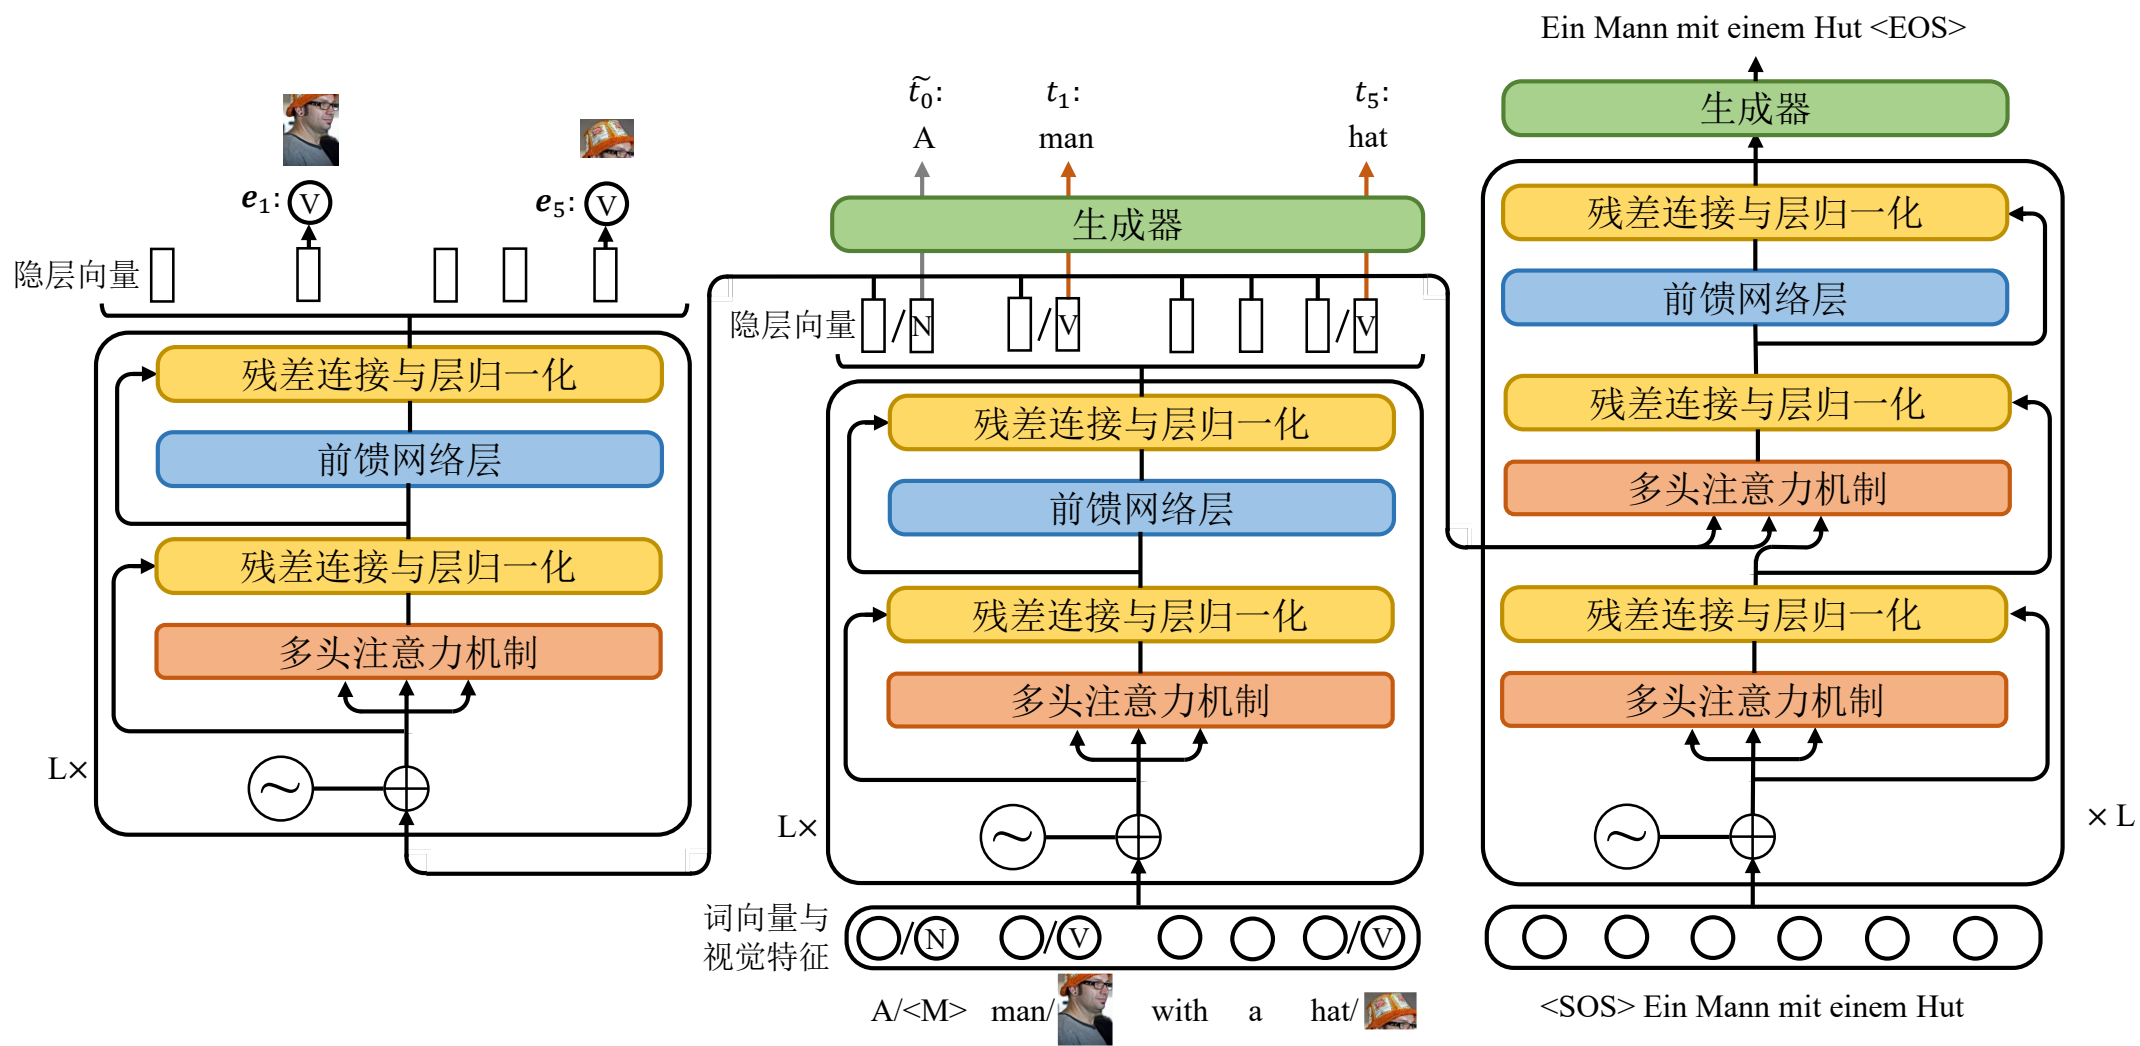 e₁: V
e₅: V
隐层向量
残差连接与层归一化
前馈网络层
残差连接与层归一化
多头注意力机制
L×
~
t̃₀: t₁: t₅:
A man hat
生成器
隐层向量 / N / V / V
残差连接与层归一化
前馈网络层
残差连接与层归一化
多头注意力机制
L×
~
词向量与
视觉特征
/ N / V / V
A/<M> man/ with a hat/
Ein Mann mit einem Hut <EOS>
生成器
残差连接与层归一化
前馈网络层
残差连接与层归一化
多头注意力机制
残差连接与层归一化
多头注意力机制
~
× L
<SOS> Ein Mann mit einem Hut